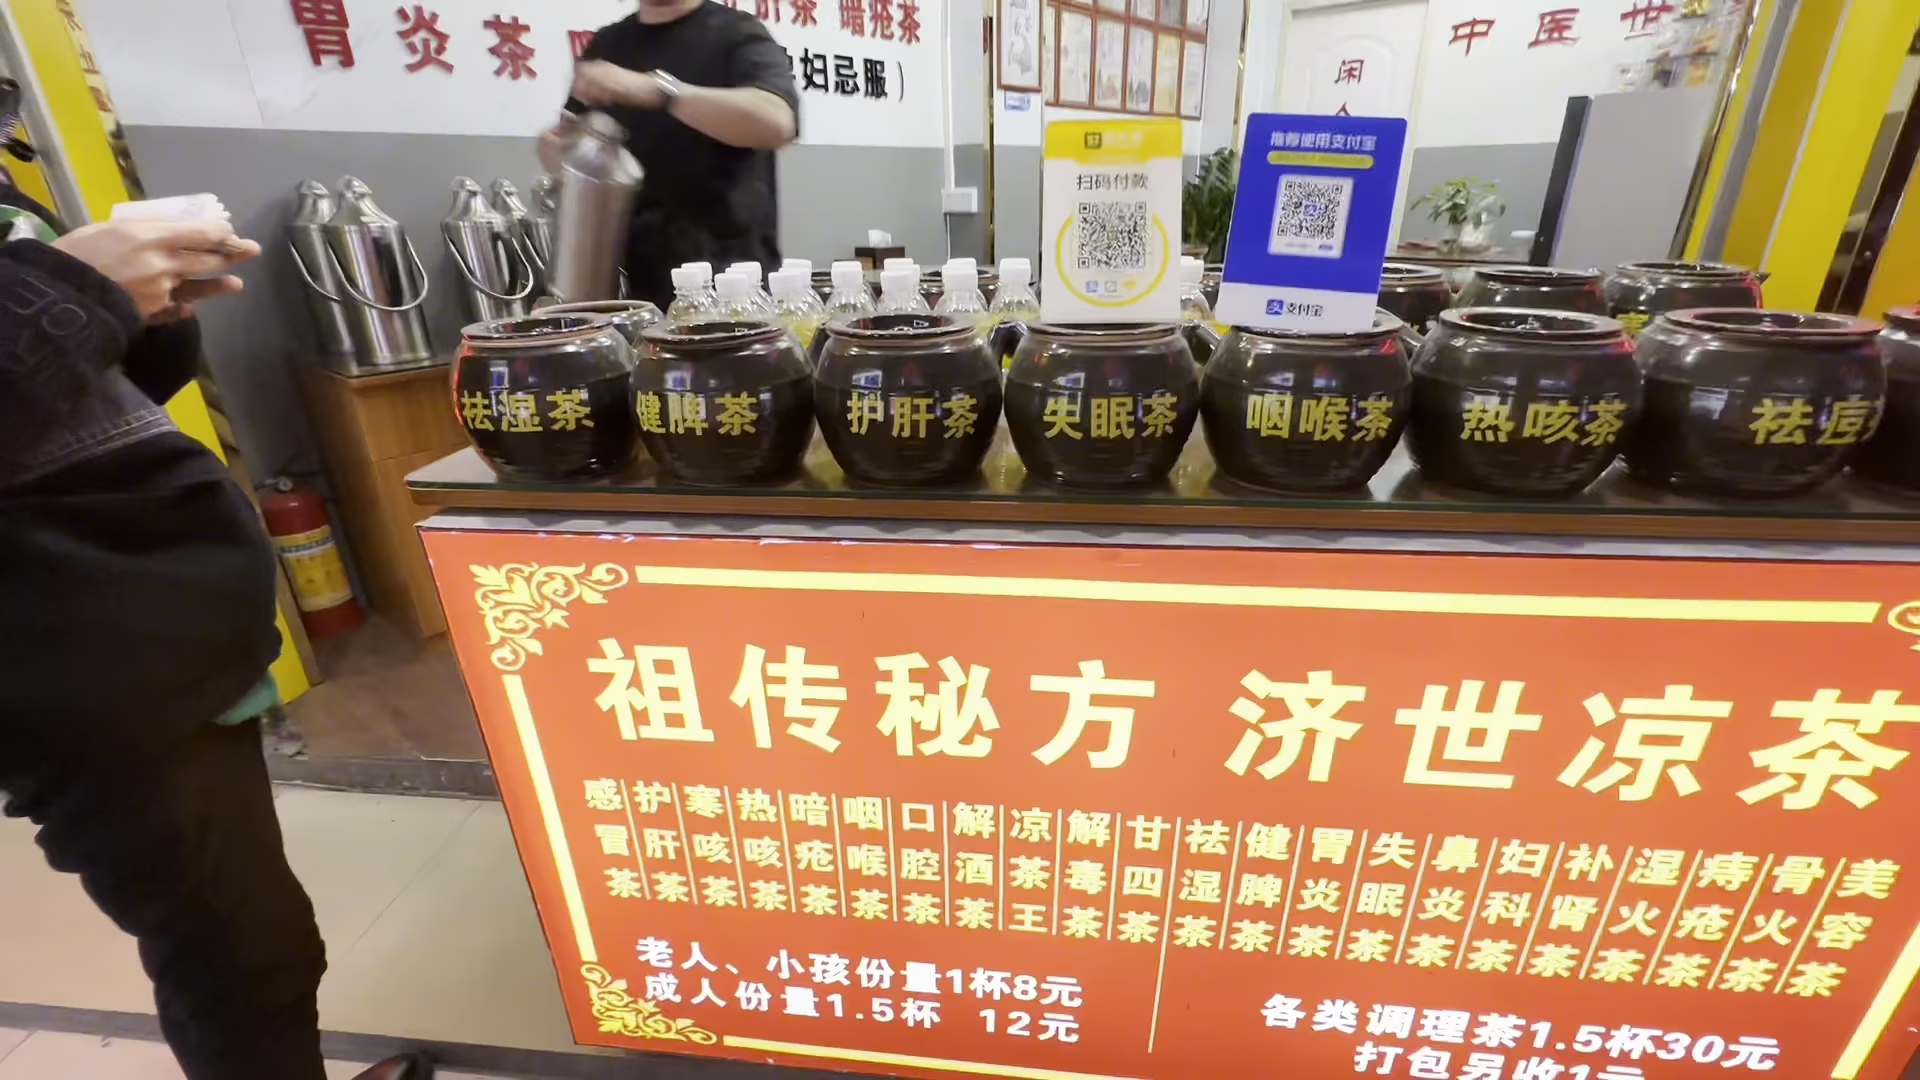 胃炎茶
肝茶 暗疮茶
妇忌服）
中医世
闲
扫码付款
推荐使用支付宝
支付宝
祛湿茶
健脾茶
护肝茶
失眠茶
咽喉茶
热咳茶
祛痘
祖传秘方 济世凉茶
感冒茶
护肝茶
寒咳茶
热咳茶
暗疮茶
咽喉茶
口腔茶
解酒茶
凉茶王
解毒茶
甘四茶
祛湿茶
健脾茶
胃炎茶
失眠茶
鼻炎茶
妇科茶
补肾茶
湿火茶
痔疮茶
骨火茶
美容茶
老人、小孩份量1杯8元
成人份量1.5杯 12元
各类调理茶1.5杯30元
打包另收1元